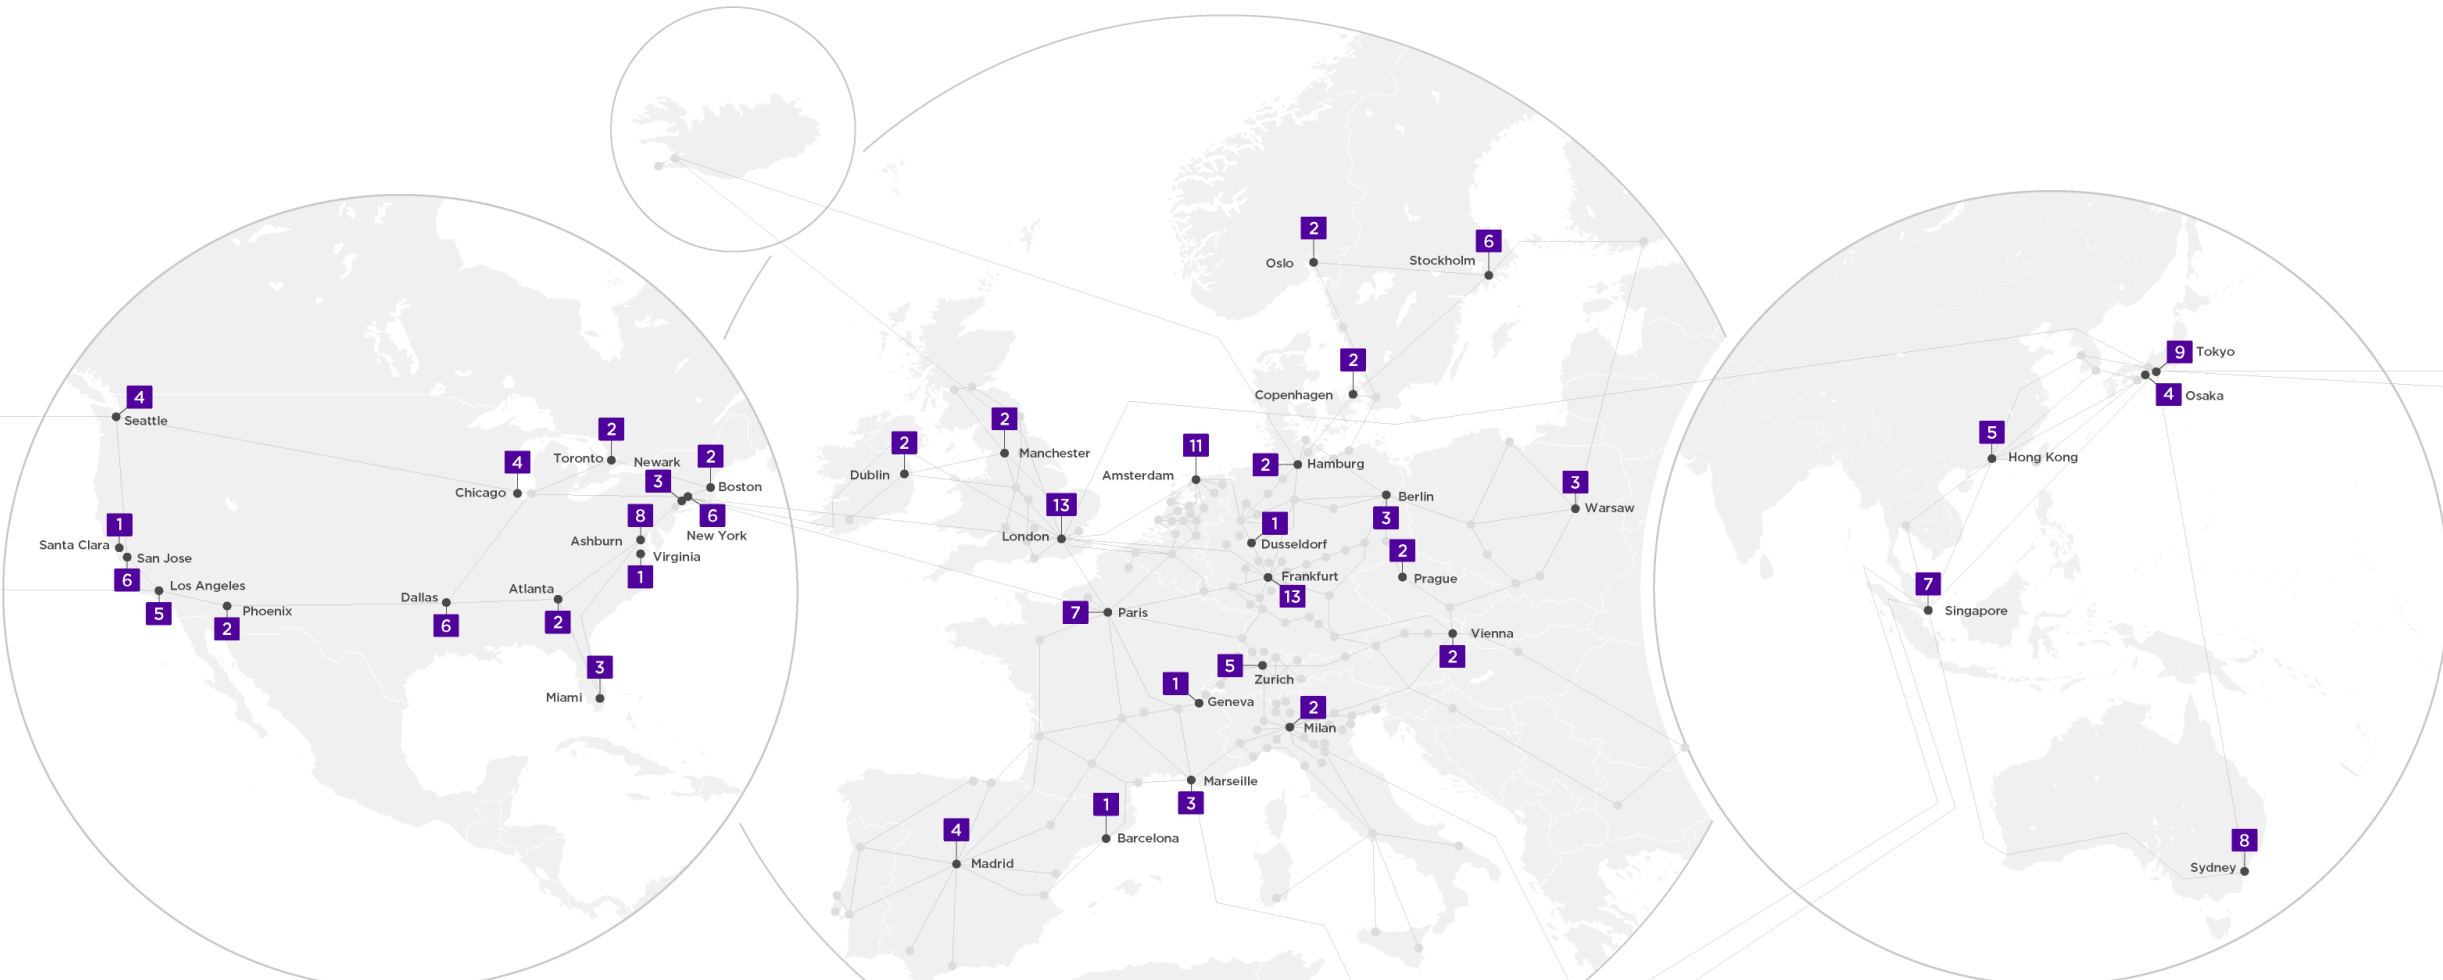 4
Seattle
2
Toronto
Newark
3
2
Boston
4
Chicago
6
New York
8
Ashburn
Virginia
1
1
Santa Clara
San Jose
6
Los Angeles
5
Phoenix
2
Dallas
6
Atlanta
2
3
Miami
2
Oslo
6
Stockholm
2
Copenhagen
2
Manchester
2
Dublin
11
Amsterdam
2
Hamburg
Berlin
3
3
Warsaw
13
London
1
Dusseldorf
2
Prague
Frankfurt
13
7
Paris
Vienna
2
5
Zurich
1
Geneva
2
Milan
Marseille
3
1
Barcelona
4
Madrid
9
Tokyo
4
Osaka
5
Hong Kong
7
Singapore
8
Sydney